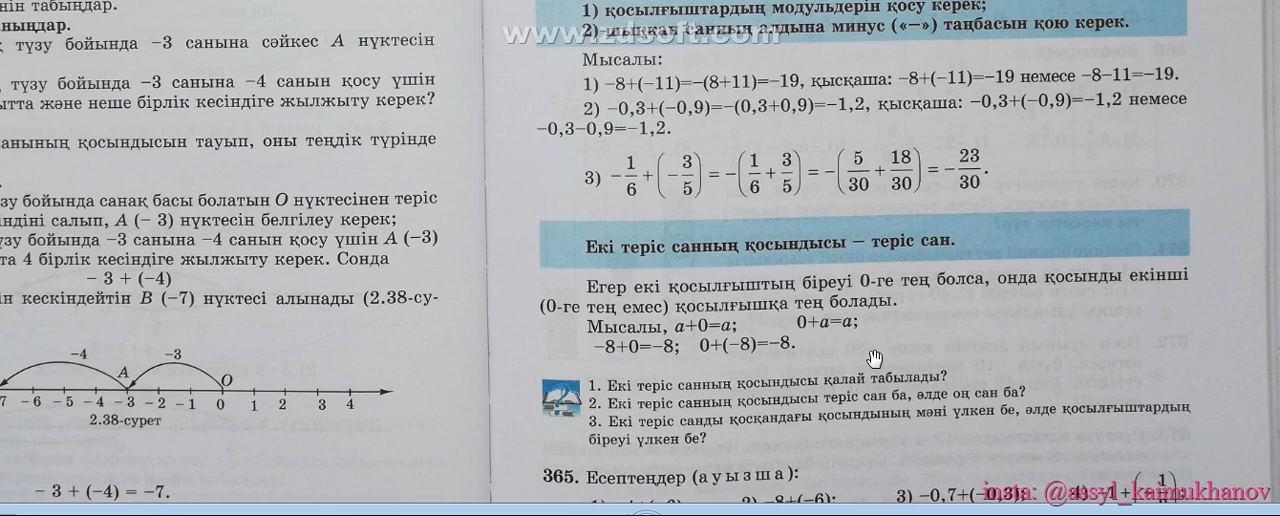 нін табыңдар.
ныңдар.
түзу бойында −3 санына сәйкес A нүктесін
түзу бойында −3 санына −4 санын қосу үшін
ытта және неше бірлік кесіндіге жылжыту керек?
санының қосындысын тауып, оны теңдік түрінде
зу бойында санақ басы болатын O нүктесінен теріс
індіні салып, A (− 3) нүктесін белгілеу керек;
үзу бойында −3 санына −4 санын қосу үшін A (−3)
та 4 бірлік кесіндіге жылжыту керек. Сонда
− 3 + (−4)
ін кескіндейтін B (−7) нүктесі алынады (2.38-су-
−4 −3
A O
7 −6 −5 −4 −3 −2 −1 0 1 2 3 4
2.38-сурет
− 3 + (−4) = −7.
1) қосылғыштардың модульдерін қосу керек;
2) шыққан санның алдына минус («−») таңбасын қою керек.
www.zdsoft.com
Мысалы:
1) −8+(−11)=−(8+11)=−19, қысқаша: −8+(−11)=−19 немесе −8−11=−19.
2) −0,3+(−0,9)=−(0,3+0,9)=−1,2, қысқаша: −0,3+(−0,9)=−1,2 немесе
−0,3−0,9=−1,2.
3) −1/6 + (−3/5) = −(1/6 + 3/5) = −(5/30 + 18/30) = −23/30.
Екі теріс санның қосындысы − теріс сан.
Егер екі қосылғыштың біреуі 0-ге тең болса, онда қосынды екінші
(0-ге тең емес) қосылғышқа тең болады.
Мысалы, a+0=a; 0+a=a;
−8+0=−8; 0+(−8)=−8.
1. Екі теріс санның қосындысы қалай табылады?
2. Екі теріс санның қосындысы теріс сан ба, әлде оң сан ба?
3. Екі теріс санды қосқандағы қосындының мәні үлкен бе, әлде қосылғыштардың
біреуі үлкен бе?
365. Есептеңдер (ауызша):
2) −8+(−6); 3) −0,7+(−0,3);
insta: @assyl_kaimukhanov